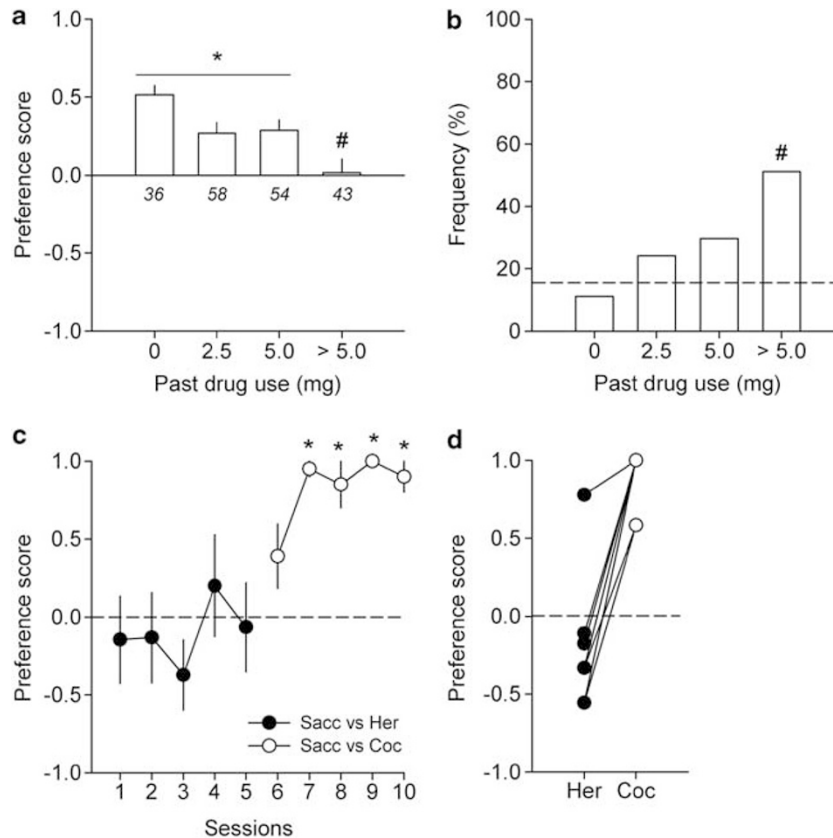 a
1.0
0.5
0.0
-0.5
-1.0
Preference score
*
#
36 58 54 43
0 2.5 5.0 > 5.0
Past drug use (mg)
b
100
80
60
40
20
0
Frequency (%)
#
0 2.5 5.0 > 5.0
Past drug use (mg)
c
1.0
0.5
0.0
-0.5
-1.0
Preference score
* * * *
Sacc vs Her
Sacc vs Coc
1 2 3 4 5 6 7 8 9 10
Sessions
d
1.0
0.5
0.0
-0.5
-1.0
Preference score
Her Coc